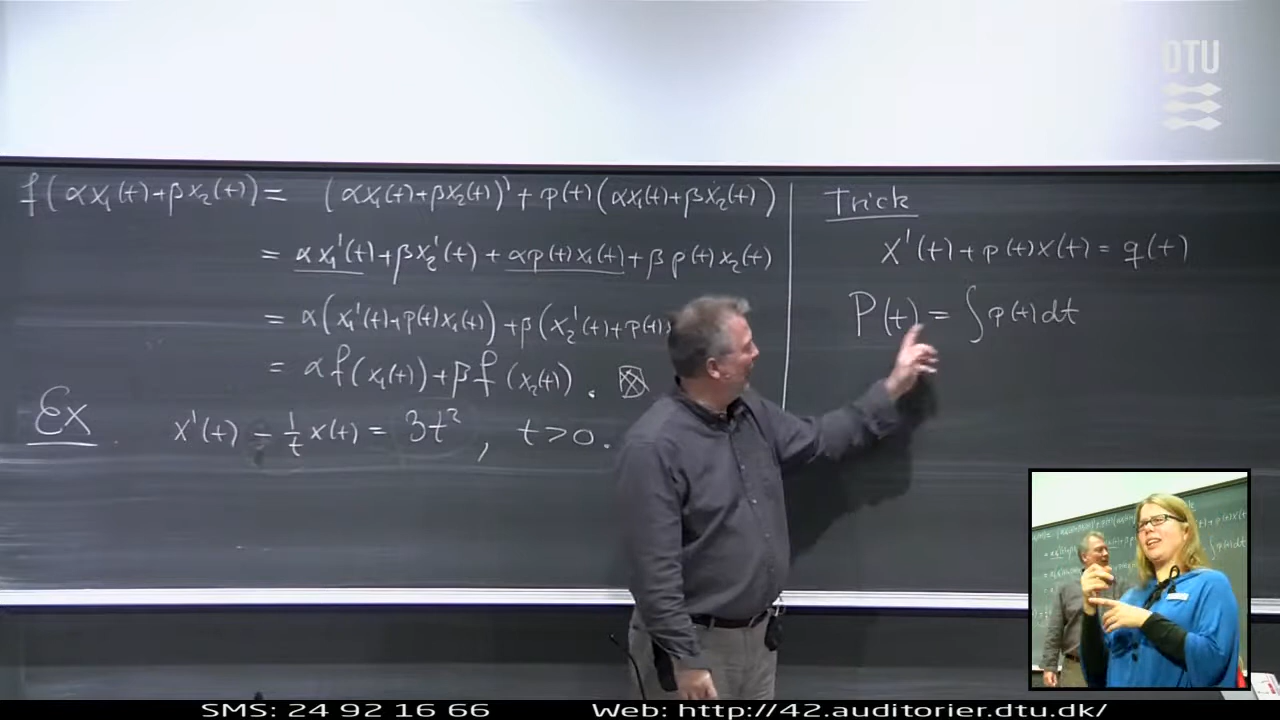 f(αx₁(t)+βx₂(t)) = (αx₁(t)+βx₂(t))' + p(t)(αx₁(t)+βx₂(t))
= αx₁'(t)+βx₂'(t) + αp(t)x₁(t) + βp(t)x₂(t)
= α(x₁'(t)+p(t)x₁(t)) + β(x₂'(t)+p(t)
= αf(x₁(t)) + βf(x₂(t)).
Ex x'(t) - 1/t x(t) = 3t², t>0.
Trick
x'(t) + p(t)x(t) = q(t)
P(t) = ∫p(t)dt
DTU
SMS: 24 92 16 66 Web: http://42.auditorier.dtu.dk/